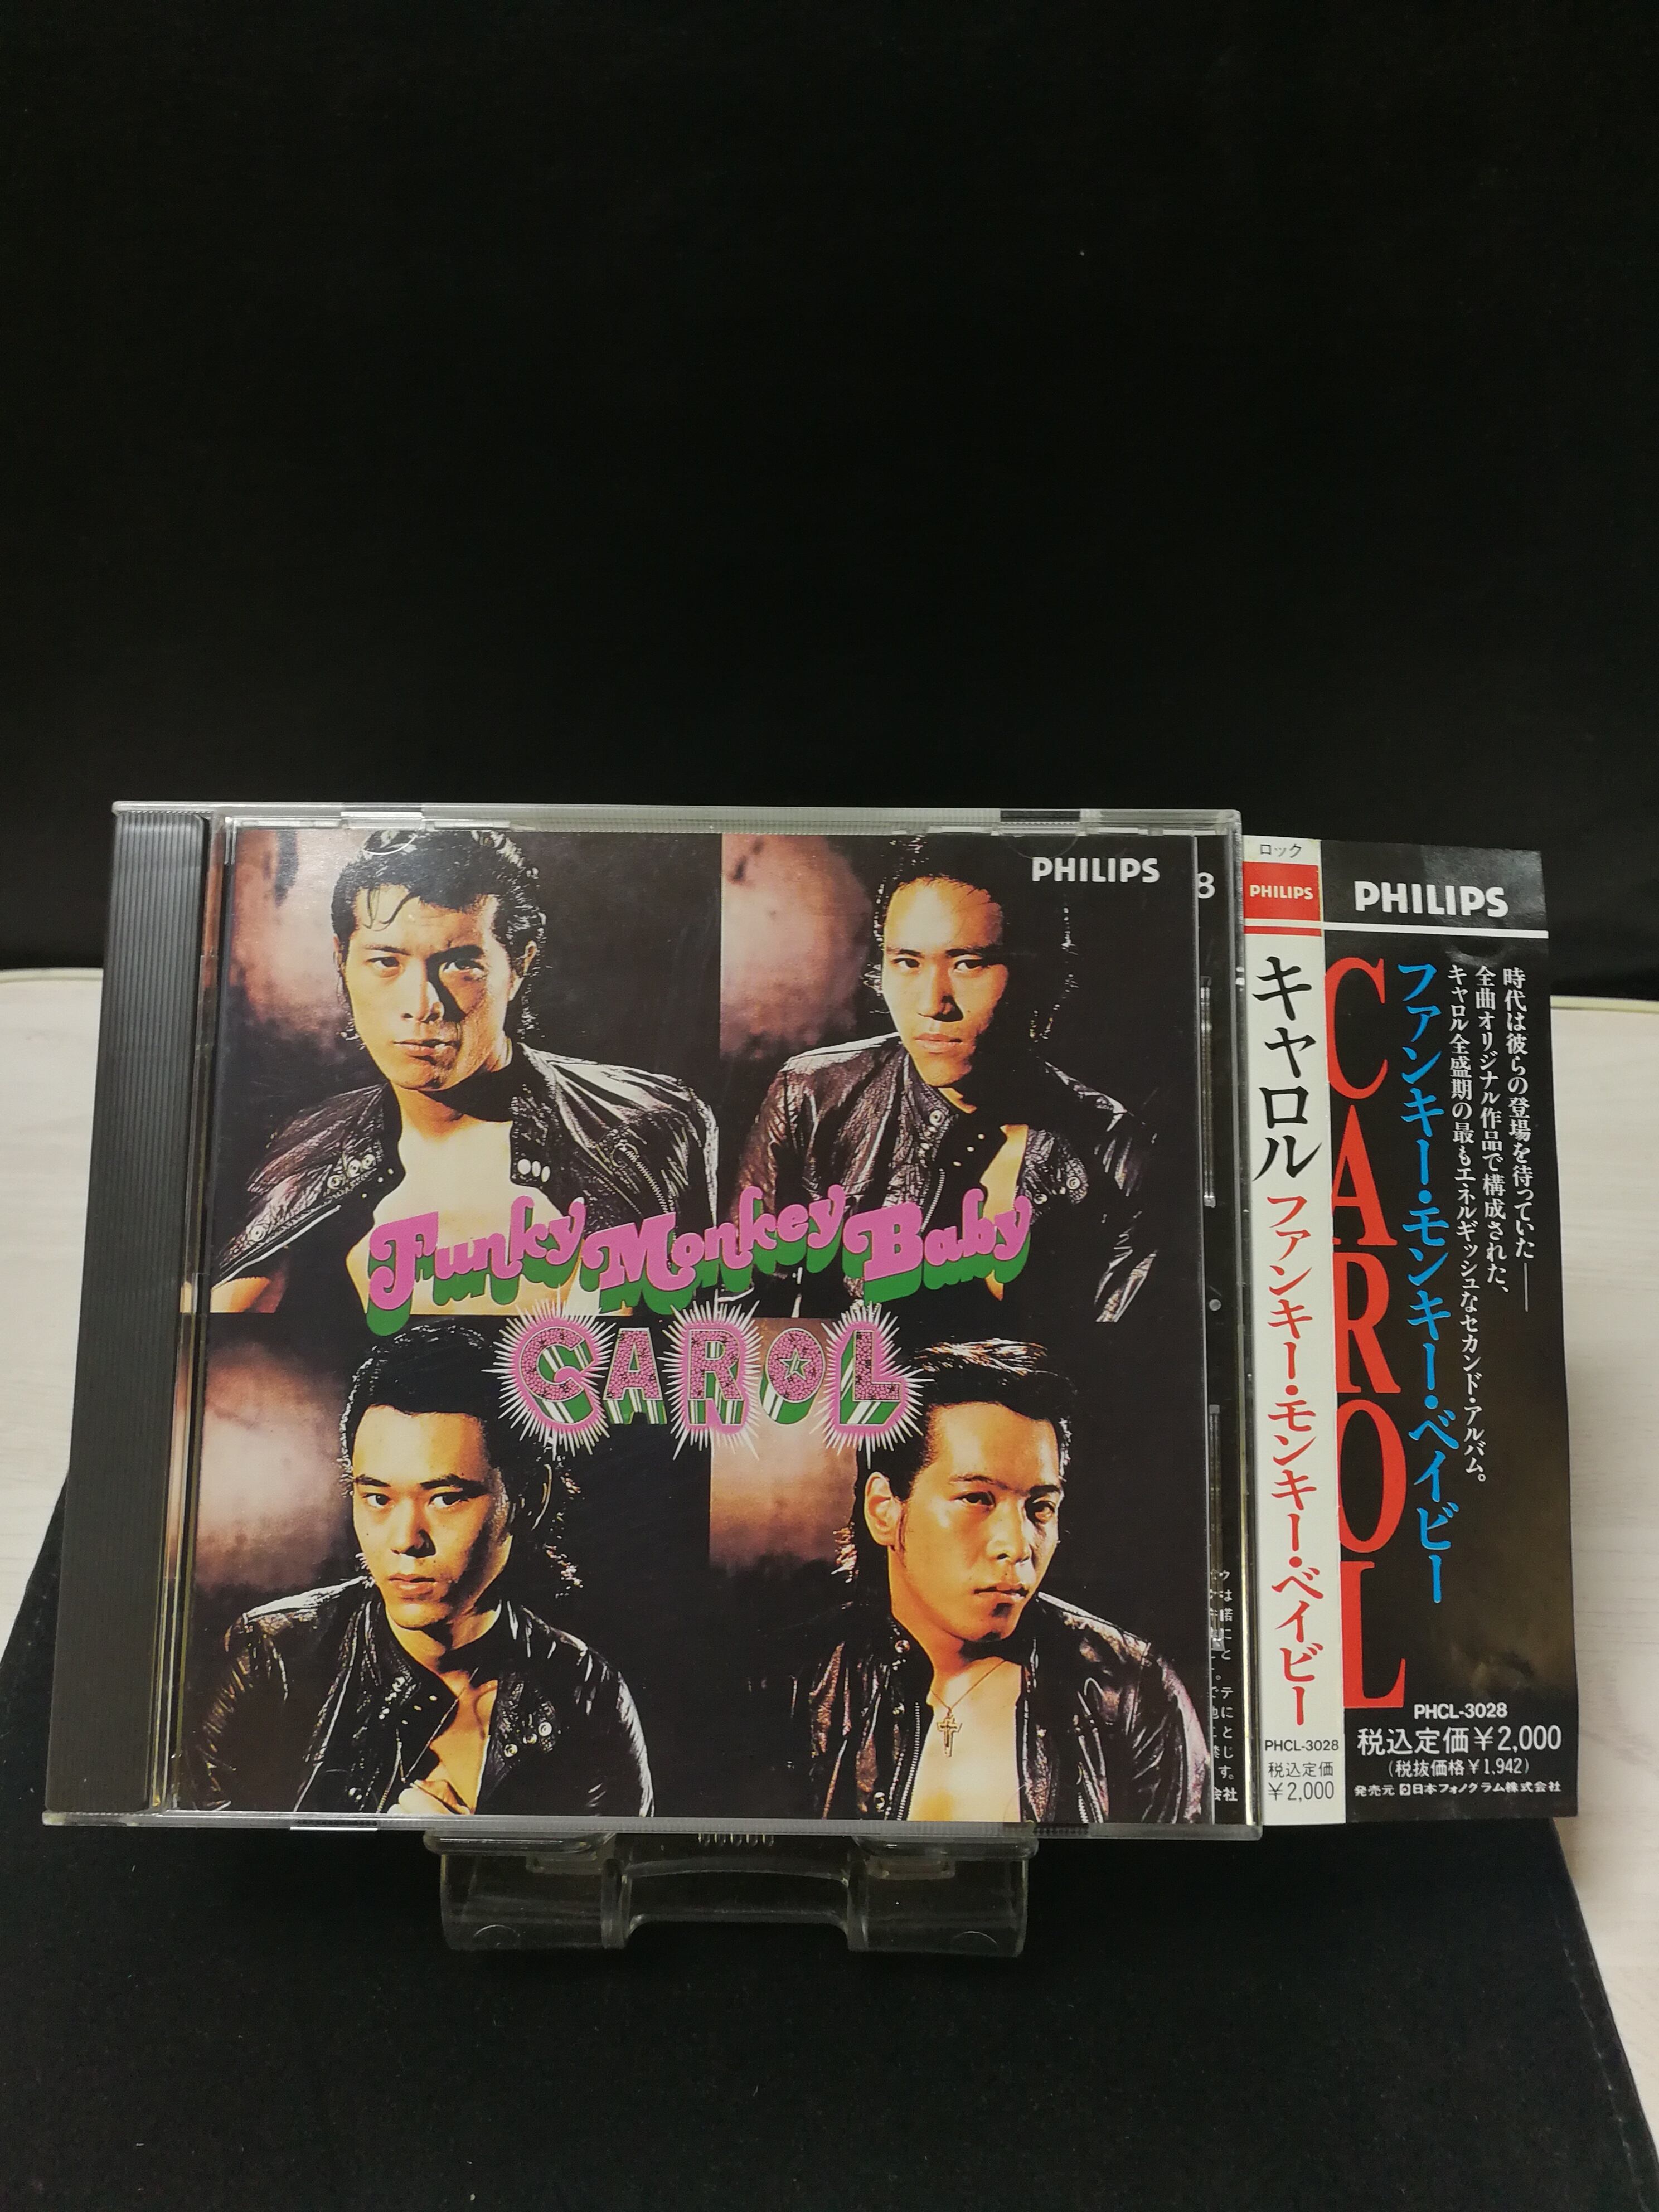 PHILIPS
Funky Monkey Baby
CAROL
8
ロック
PHILIPS
キャロル
ファンキー・モンキー・ベイビー
PHCL-3028
税込定価
¥2,000
PHILIPS
時代は彼らの登場を待っていた——
全曲オリジナル作品で構成された、
キャロル全盛期の最もエネルギッシュなセカンド・アルバム。
ファンキー・モンキー・ベイビー
CAROL
PHCL-3028
税込定価¥2,000
(税抜価格¥1,942)
発売元 日本フォノグラム株式会社